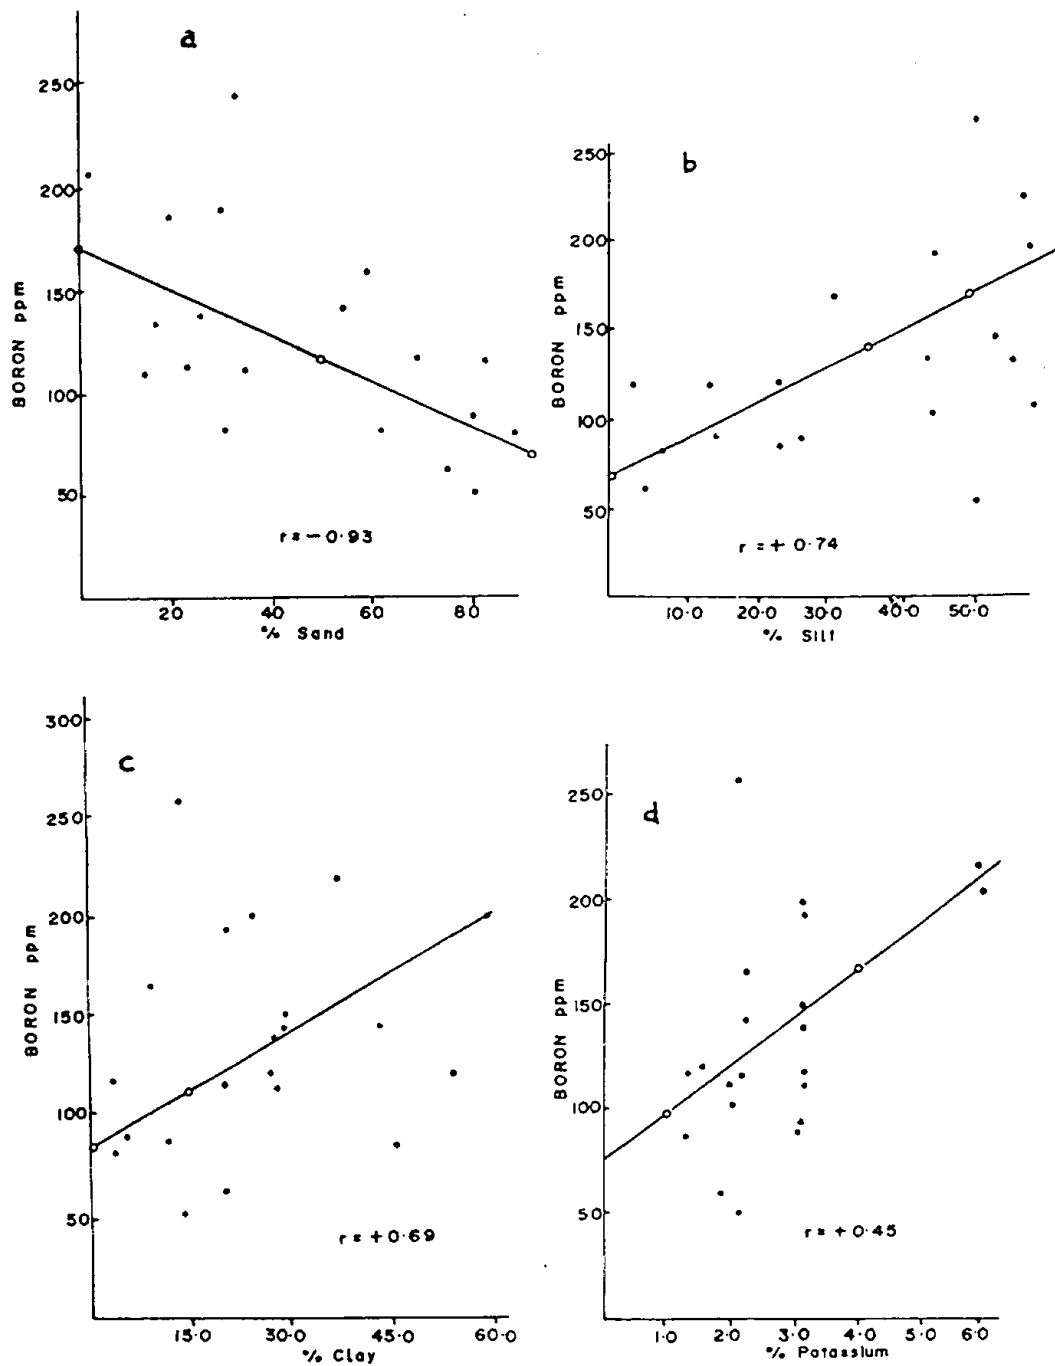 a
250
200
150
100
50
BORON ppm
r = - 0.93
20 40 60 80
% Sand
b
250
200
150
100
50
BORON ppm
r = + 0.74
10.0 20.0 30.0 40.0 50.0
% Silt
c
300
250
200
150
100
50
BORON ppm
r = + 0.69
15.0 30.0 45.0 60.0
% Clay
d
250
200
150
100
50
BORON ppm
r = + 0.45
1.0 2.0 3.0 4.0 5.0 6.0
% Potassium